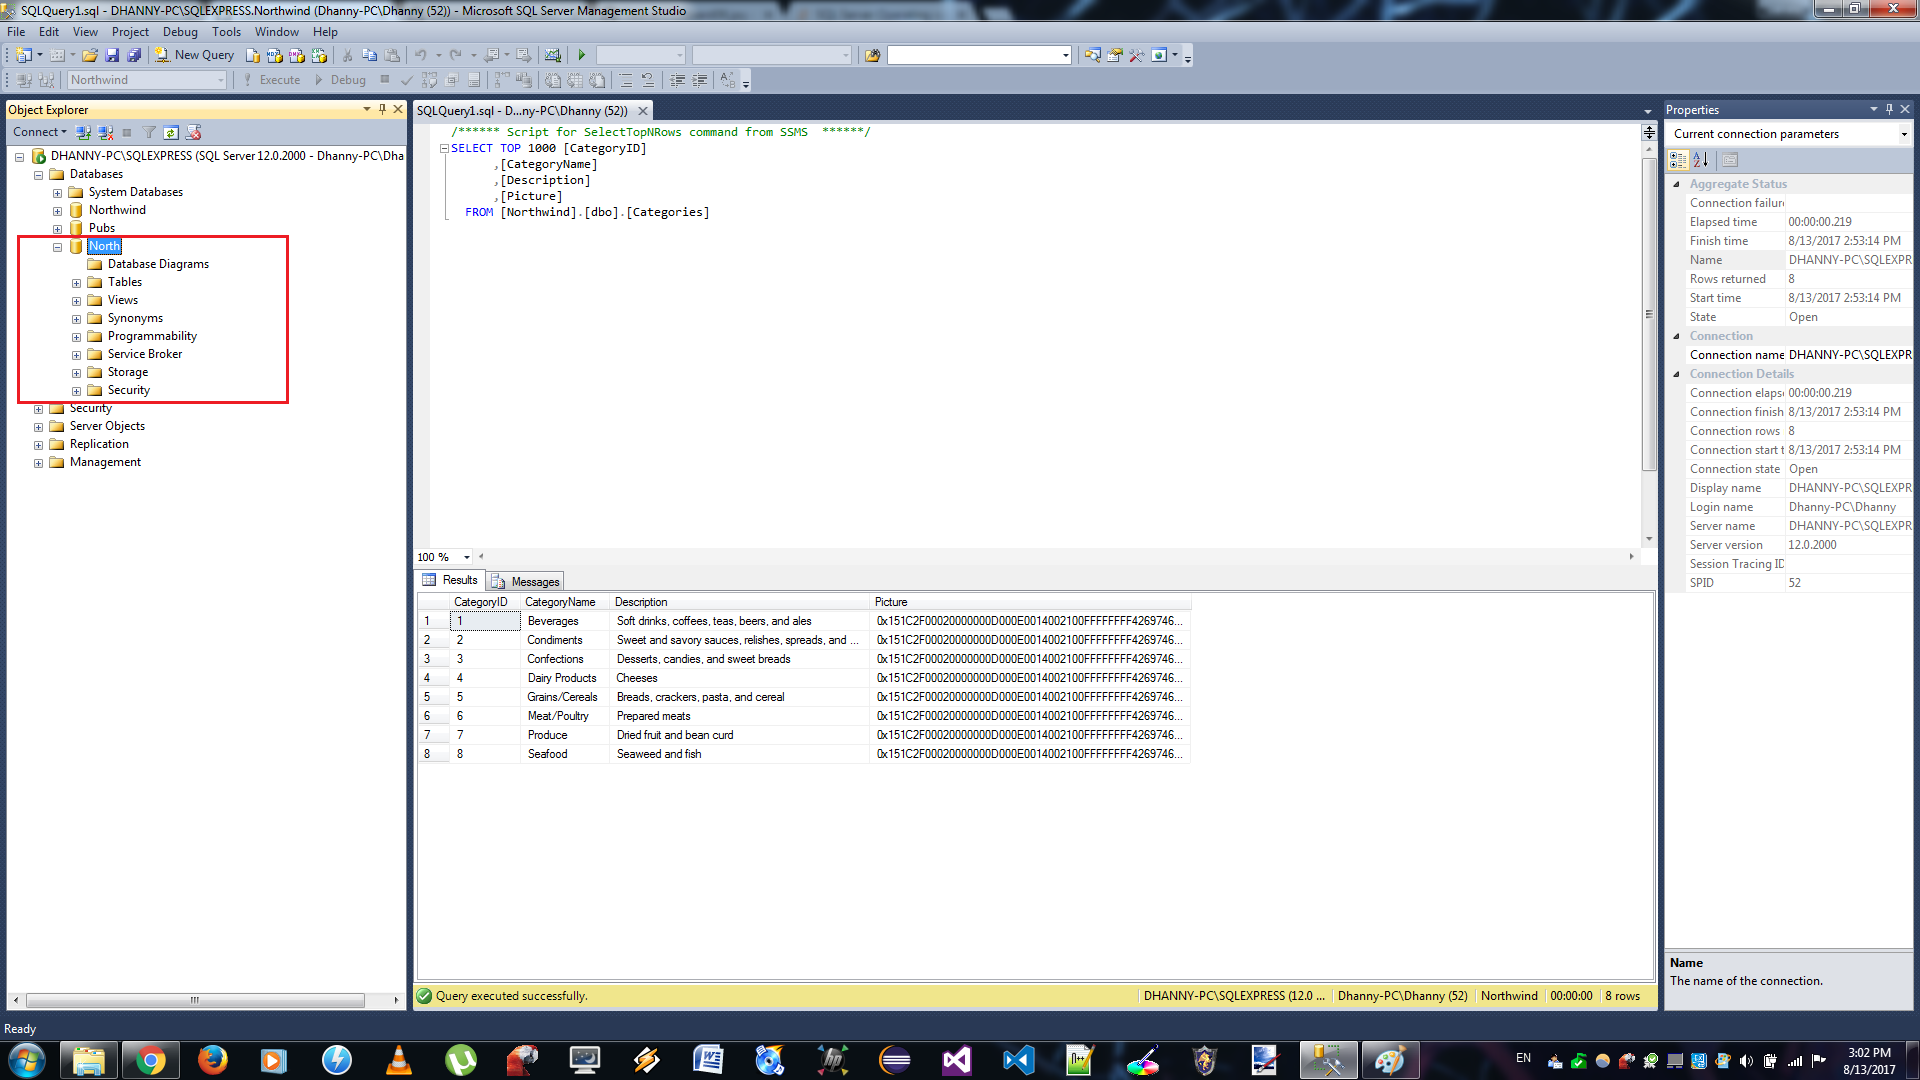 SQLQuery1.sql - DHANNY-PC\SQLEXPRESS.Northwind (Dhanny-PC\Dhanny (52)) - Microsoft SQL Server Management Studio
File Edit View Project Debug Tools Window Help
New Query
Northwind Execute Debug
Object Explorer
Connect
DHANNY-PC\SQLEXPRESS (SQL Server 12.0.2000 - Dhanny-PC\Dha
Databases
System Databases
Northwind
Pubs
North
Database Diagrams
Tables
Views
Synonyms
Programmability
Service Broker
Storage
Security
Security
Server Objects
Replication
Management
SQLQuery1.sql - D...ny-PC\Dhanny (52))
/****** Script for SelectTopNRows command from SSMS ******/
SELECT TOP 1000 [CategoryID]
,[CategoryName]
,[Description]
,[Picture]
FROM [Northwind].[dbo].[Categories]
100 %
Results Messages
CategoryID CategoryName Description Picture
1 1 Beverages Soft drinks, coffees, teas, beers, and ales 0x151C2F00020000000D000E0014002100FFFFFFFF4269746...
2 2 Condiments Sweet and savory sauces, relishes, spreads, and ... 0x151C2F00020000000D000E0014002100FFFFFFFF4269746...
3 3 Confections Desserts, candies, and sweet breads 0x151C2F00020000000D000E0014002100FFFFFFFF4269746...
4 4 Dairy Products Cheeses 0x151C2F00020000000D000E0014002100FFFFFFFF4269746...
5 5 Grains/Cereals Breads, crackers, pasta, and cereal 0x151C2F00020000000D000E0014002100FFFFFFFF4269746...
6 6 Meat/Poultry Prepared meats 0x151C2F00020000000D000E0014002100FFFFFFFF4269746...
7 7 Produce Dried fruit and bean curd 0x151C2F00020000000D000E0014002100FFFFFFFF4269746...
8 8 Seafood Seaweed and fish 0x151C2F00020000000D000E0014002100FFFFFFFF4269746...
Query executed successfully. DHANNY-PC\SQLEXPRESS (12.0 ... Dhanny-PC\Dhanny (52) Northwind 00:00:00 8 rows
Properties
Current connection parameters
Aggregate Status
Connection failure
Elapsed time 00:00:00.219
Finish time 8/13/2017 2:53:14 PM
Name DHANNY-PC\SQLEXPR
Rows returned 8
Start time 8/13/2017 2:53:14 PM
State Open
Connection
Connection name DHANNY-PC\SQLEXPR
Connection Details
Connection elapse 00:00:00.219
Connection finish 8/13/2017 2:53:14 PM
Connection rows 8
Connection start t 8/13/2017 2:53:14 PM
Connection state Open
Display name DHANNY-PC\SQLEXPR
Login name Dhanny-PC\Dhanny
Server name DHANNY-PC\SQLEXPR
Server version 12.0.2000
Session Tracing ID
SPID 52
Name
The name of the connection.
Ready
EN
3:02 PM
8/13/2017